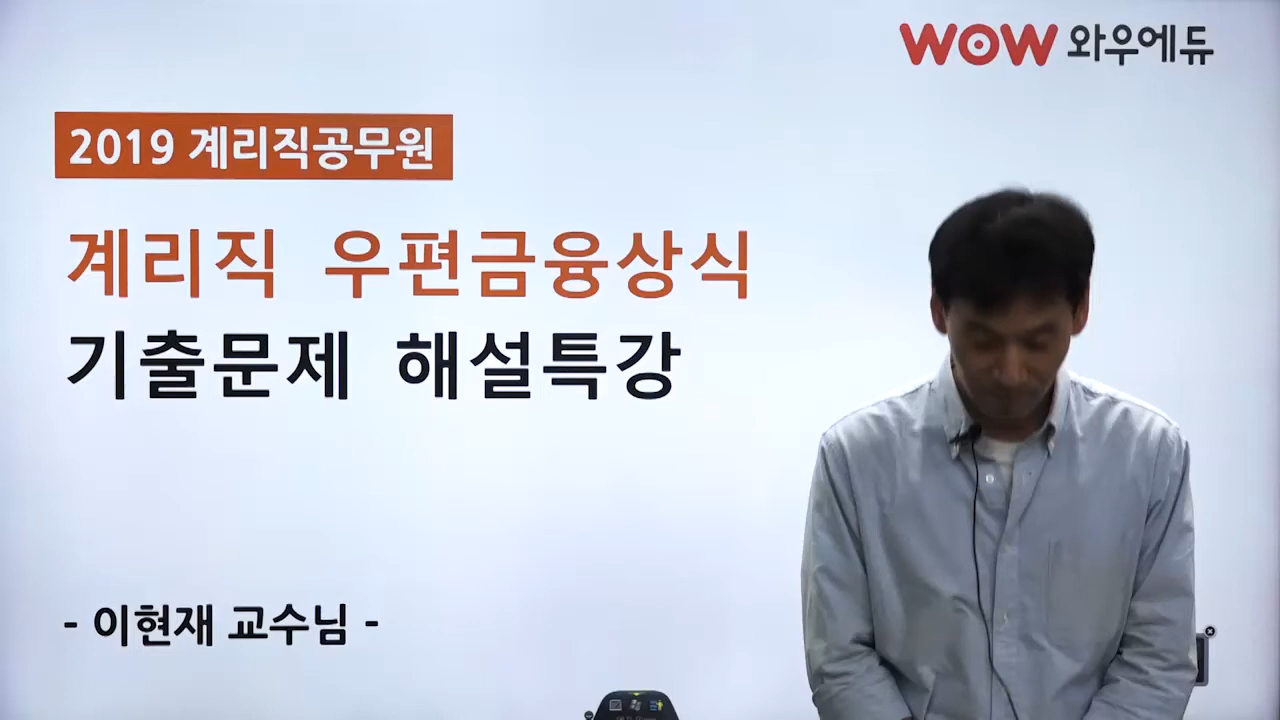 WOW 와우에듀
2019 계리직공무원
계리직 우편금융상식
기출문제 해설특강
- 이현재 교수님 -